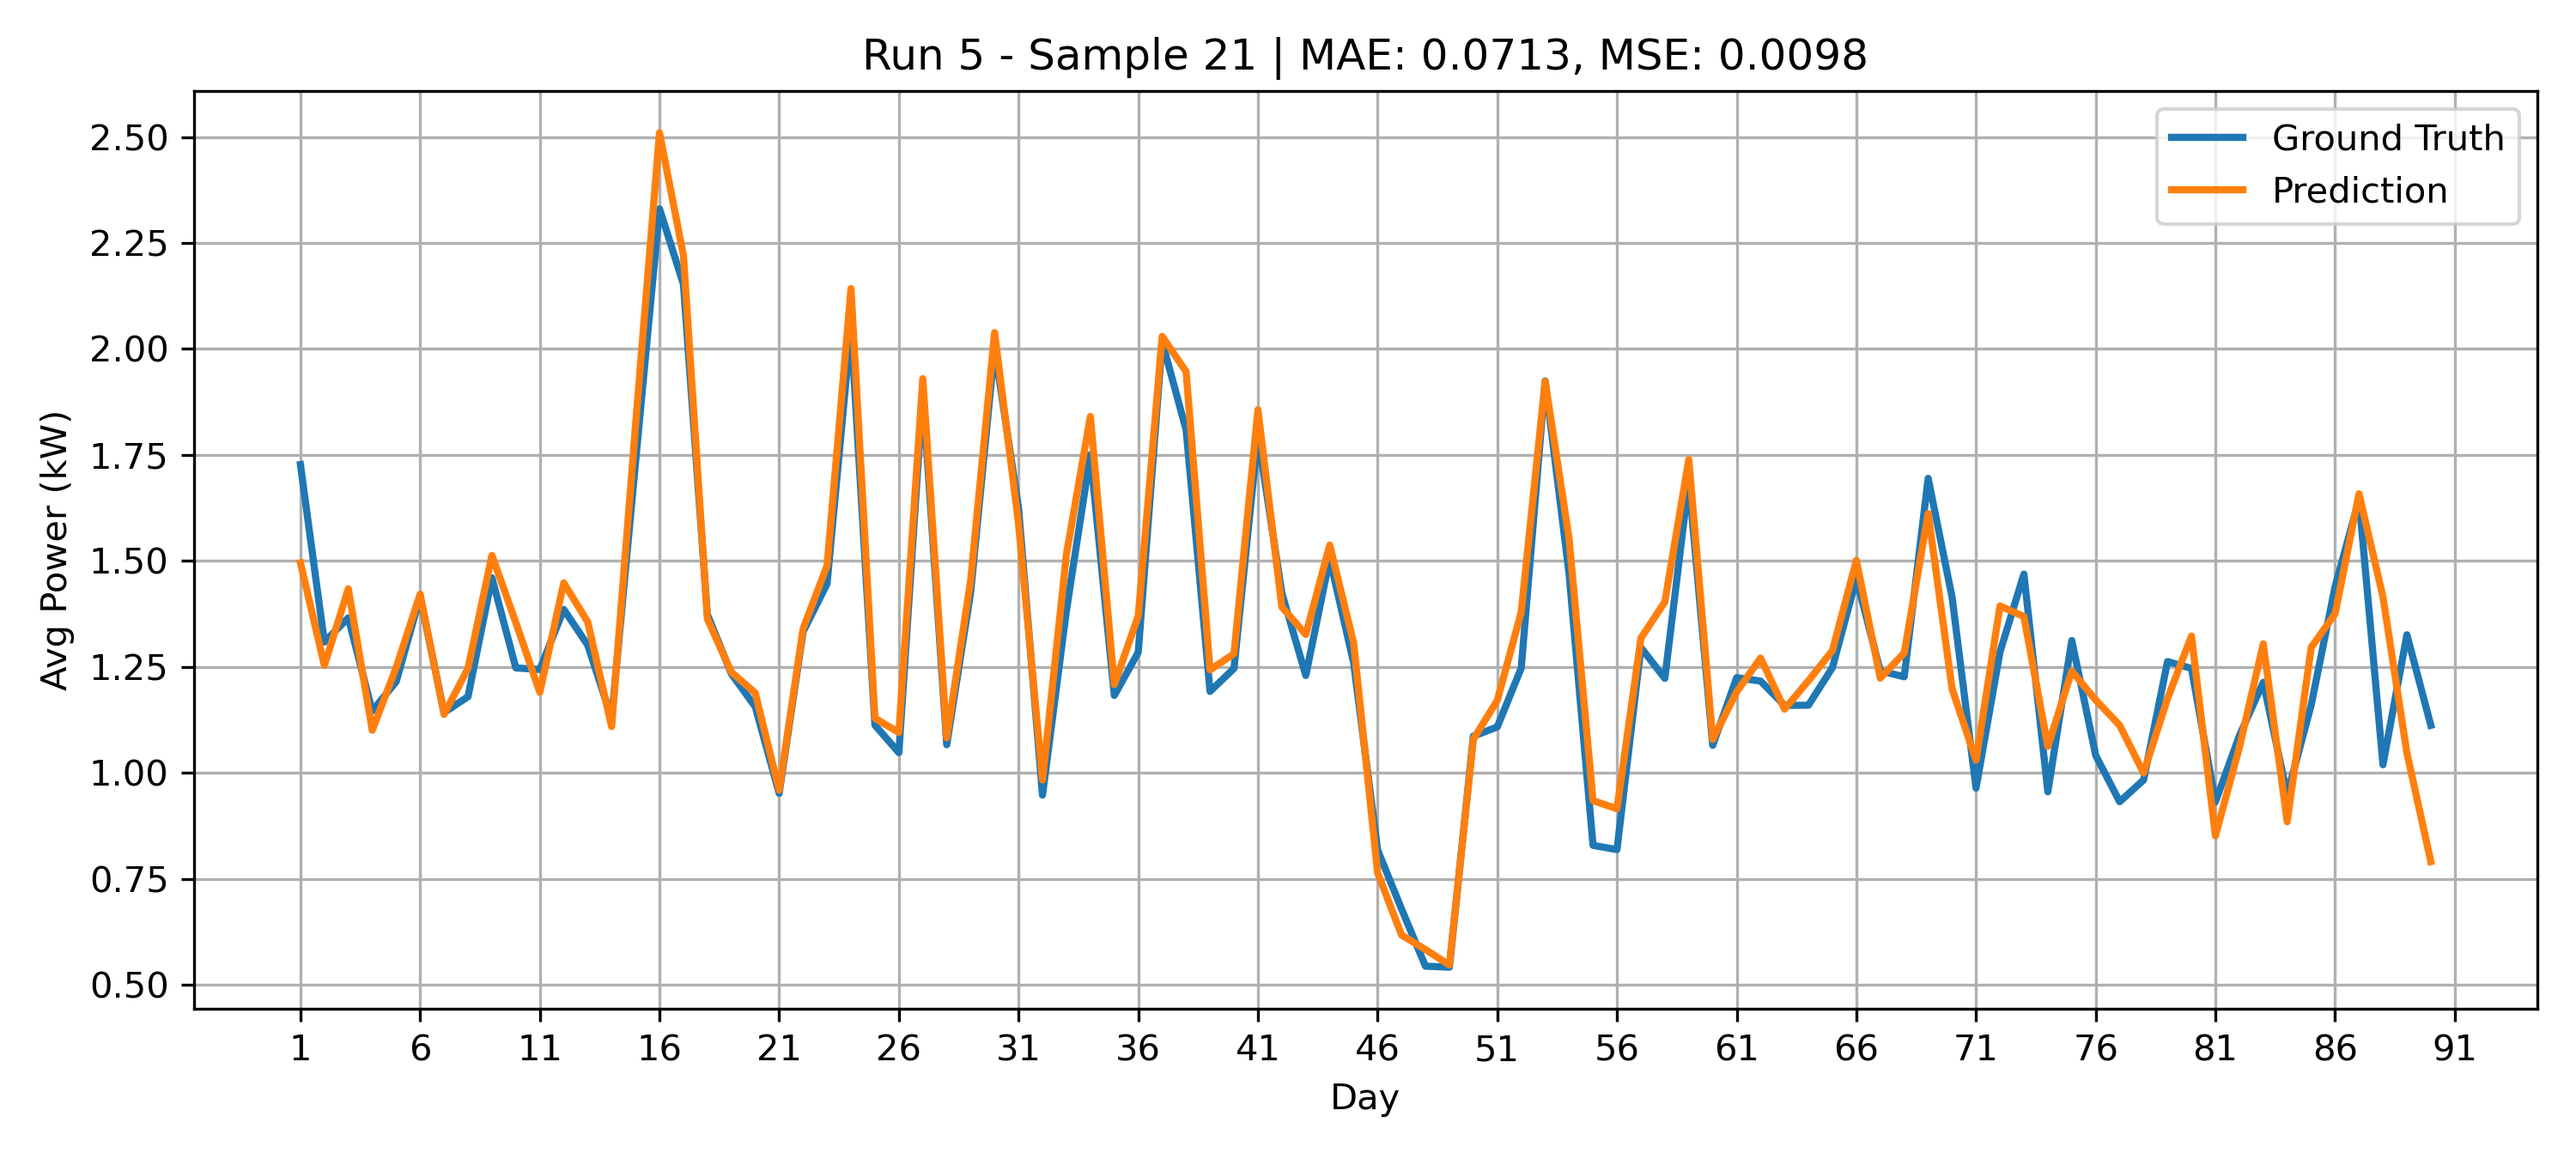 Run 5 - Sample 21 | MAE: 0.0713, MSE: 0.0098
Ground Truth
Prediction
Avg Power (kW)
2.50
2.25
2.00
1.75
1.50
1.25
1.00
0.75
0.50
1 6 11 16 21 26 31 36 41 46 51 56 61 66 71 76 81 86 91
Day